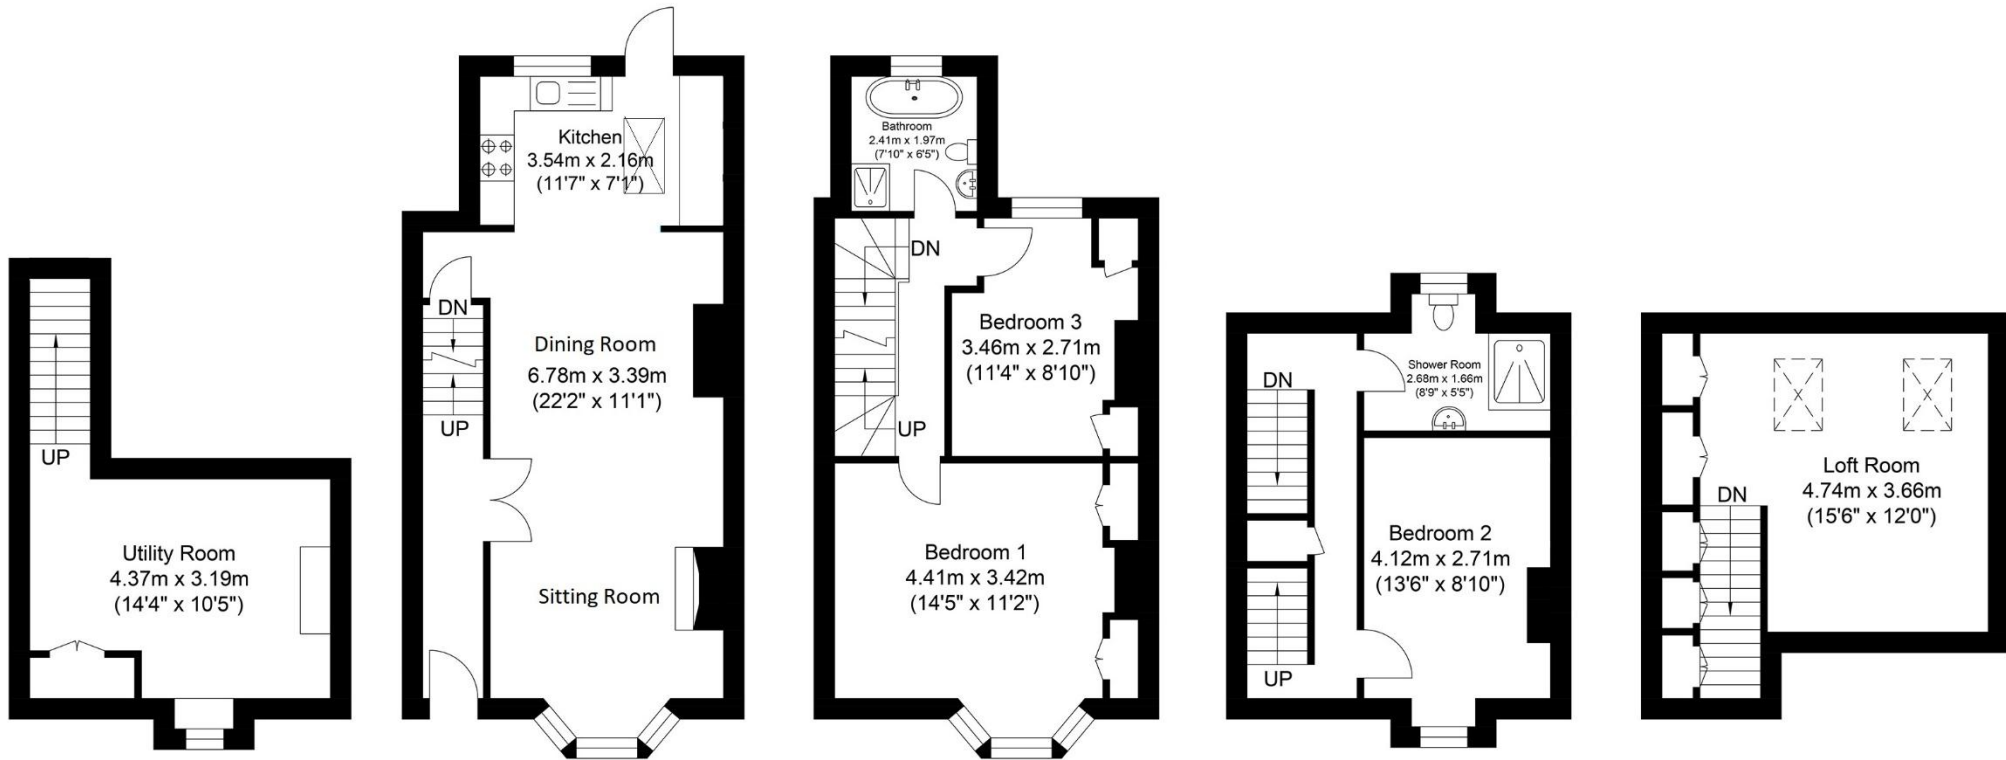 UP
Utility Room
4.37m x 3.19m
(14'4" x 10'5")
Kitchen
3.54m x 2.16m
(11'7" x 7'1")
DN
UP
Dining Room
6.78m x 3.39m
(22'2" x 11'1")
Sitting Room
Bathroom
2.41m x 1.97m
(7'10" x 6'5")
DN
UP
Bedroom 3
3.46m x 2.71m
(11'4" x 8'10")
Bedroom 1
4.41m x 3.42m
(14'5" x 11'2")
Shower Room
2.68m x 1.66m
(8'9" x 5'5")
DN
UP
Bedroom 2
4.12m x 2.71m
(13'6" x 8'10")
Loft Room
4.74m x 3.66m
(15'6" x 12'0")
DN